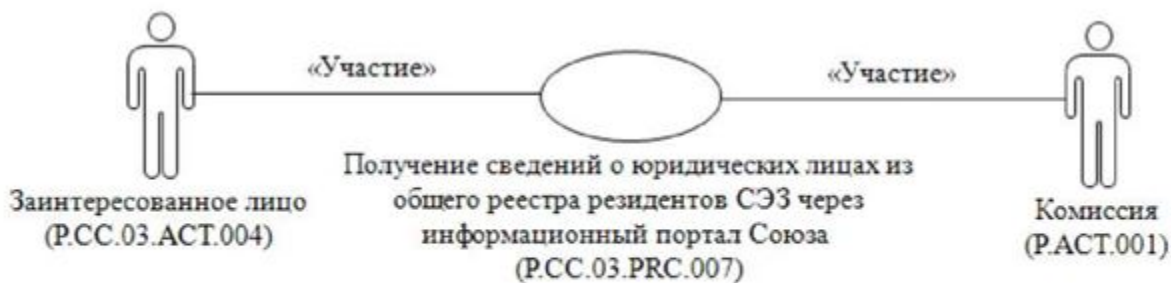 «Участие»
«Участие»
Заинтересованное лицо
(P.CC.03.ACT.004)
Получение сведений о юридических лицах из
общего реестра резидентов СЭЗ через
информационный портал Союза
(P.CC.03.PRC.007)
Комиссия
(P.ACT.001)